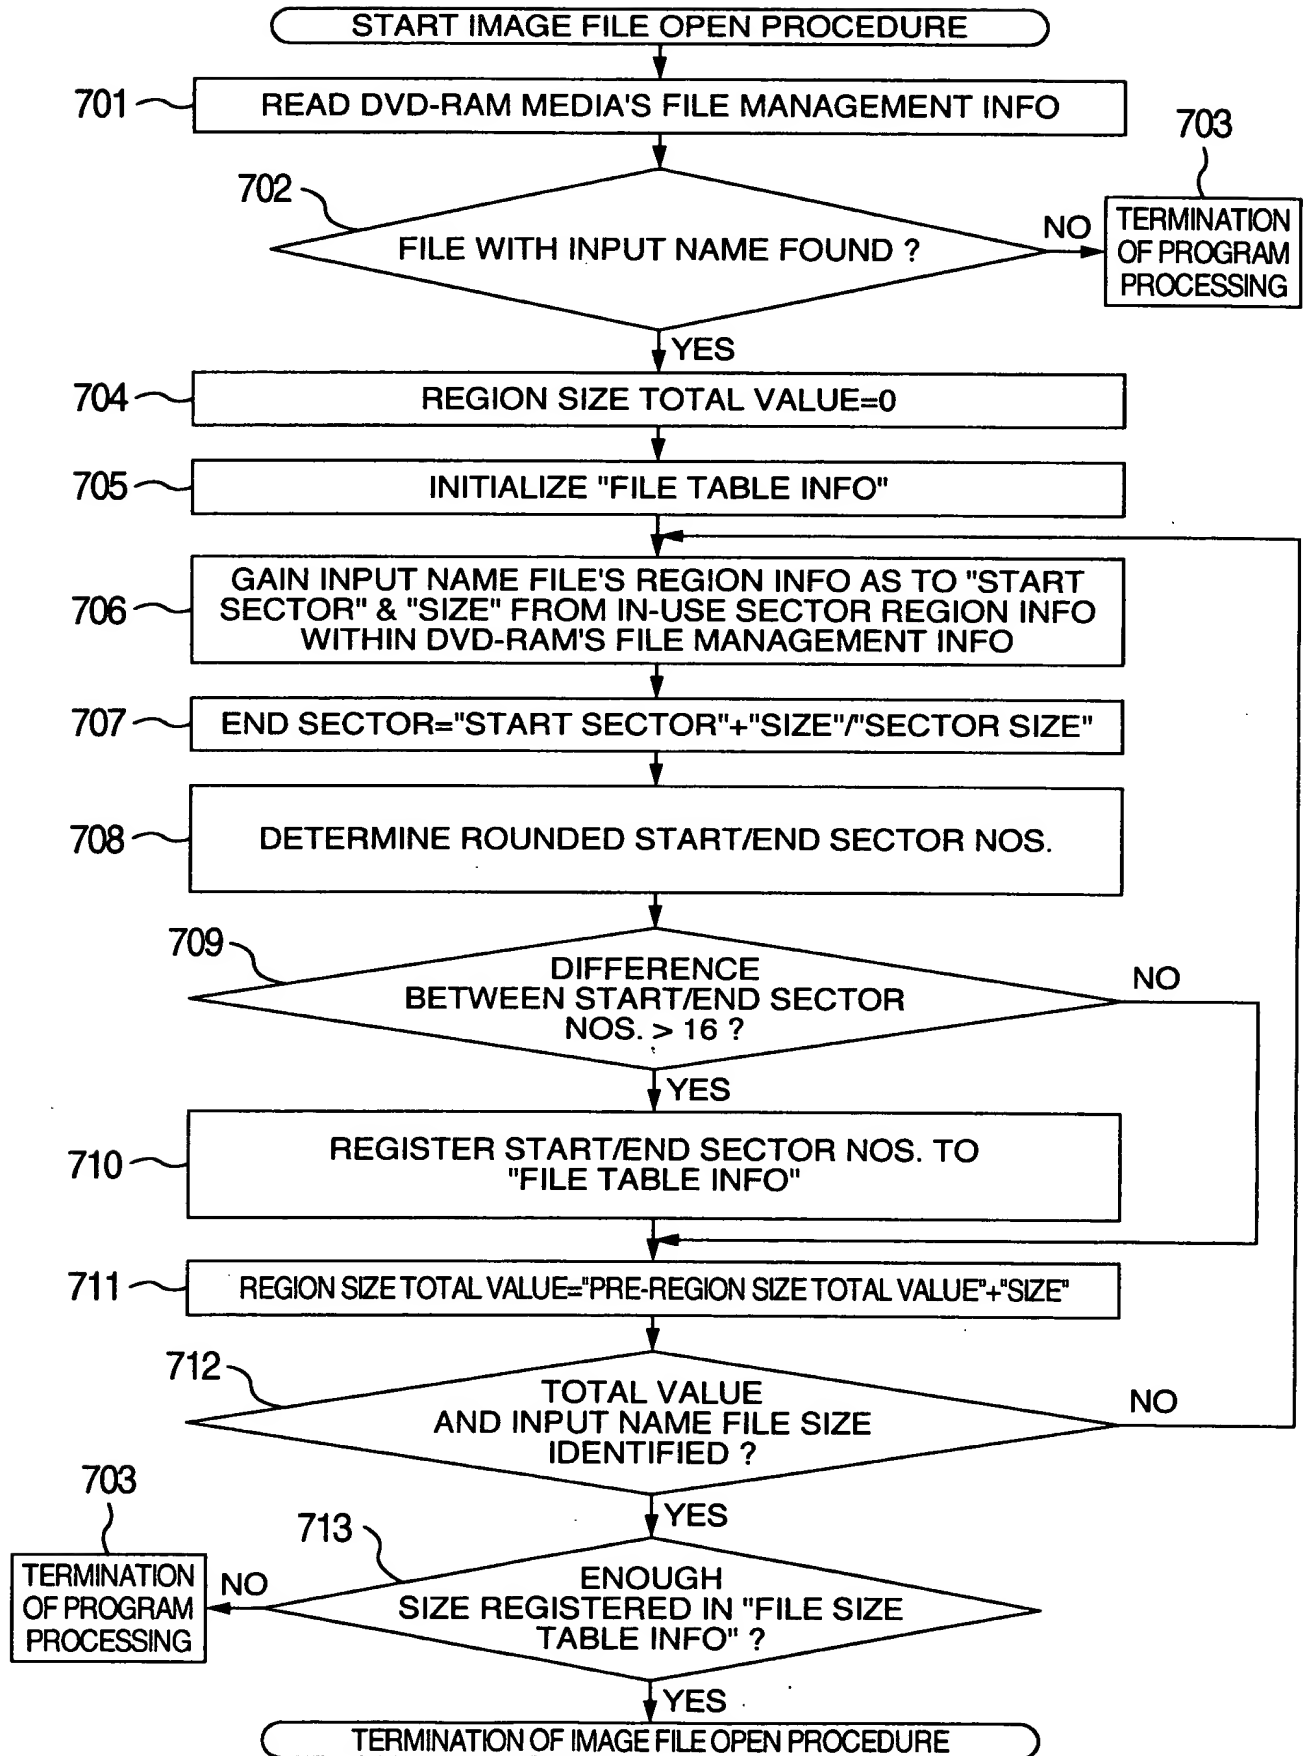 START IMAGE FILE OPEN PROCEDURE
701
READ DVD-RAM MEDIA'S FILE MANAGEMENT INFO
703
702
FILE WITH INPUT NAME FOUND ?
NO
TERMINATION
OF PROGRAM
PROCESSING
YES
704
REGION SIZE TOTAL VALUE=0
705
INITIALIZE "FILE TABLE INFO"
706
GAIN INPUT NAME FILE'S REGION INFO AS TO "START
SECTOR" & "SIZE" FROM IN-USE SECTOR REGION INFO
WITHIN DVD-RAM'S FILE MANAGEMENT INFO
707
END SECTOR="START SECTOR"+"SIZE"/"SECTOR SIZE"
708
DETERMINE ROUNDED START/END SECTOR NOS.
709
DIFFERENCE
BETWEEN START/END SECTOR
NOS. > 16 ?
NO
YES
710
REGISTER START/END SECTOR NOS. TO
"FILE TABLE INFO"
711
REGION SIZE TOTAL VALUE="PRE-REGION SIZE TOTAL VALUE"+"SIZE"
712
TOTAL VALUE
AND INPUT NAME FILE SIZE
IDENTIFIED ?
NO
YES
703
TERMINATION
OF PROGRAM
PROCESSING
NO
713
ENOUGH
SIZE REGISTERED IN "FILE SIZE
TABLE INFO" ?
YES
TERMINATION OF IMAGE FILE OPEN PROCEDURE